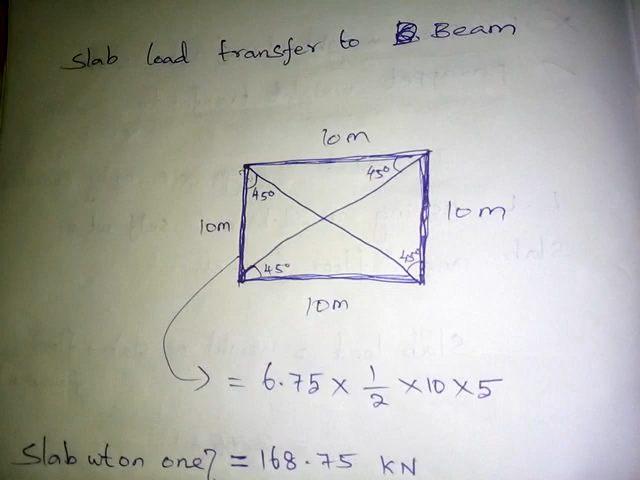 Slab load transfer to Beam
10m
45° 45°
10m 10m
45° 45°
10m
= 6.75 × 1/2 × 10 × 5
Slab wt on one} = 168.75 KN